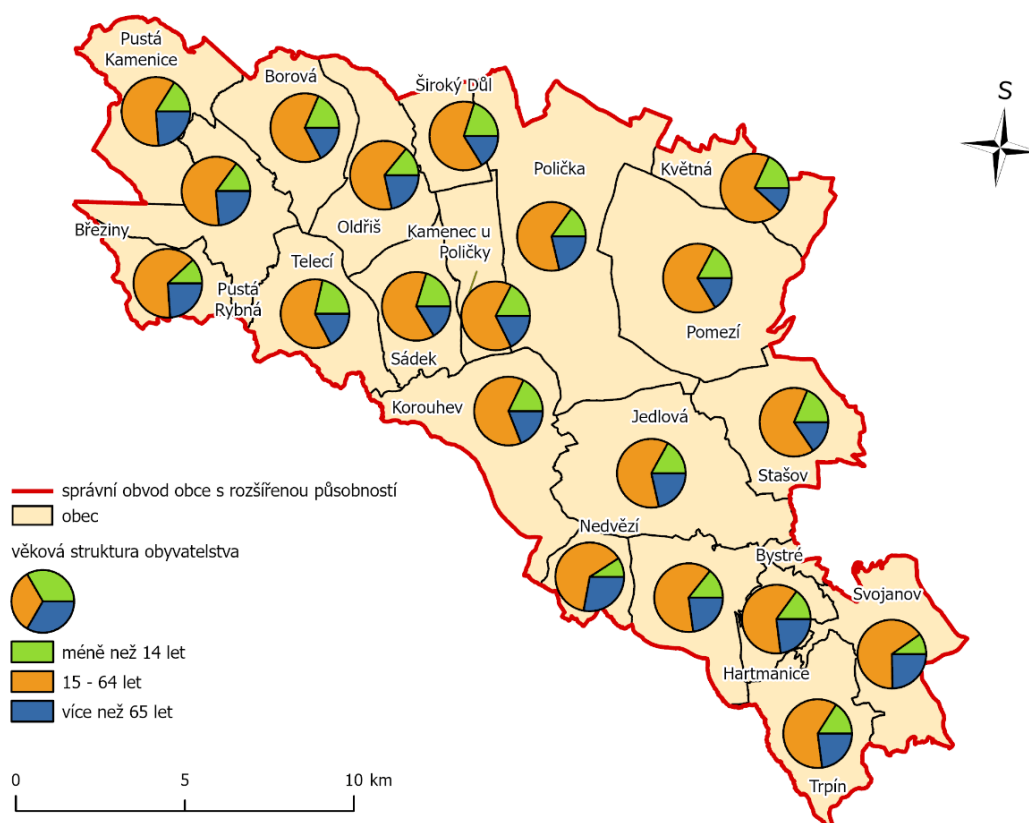 Pustá
Kamenice
Borová
Široký Důl
S
Polička
Květná
Březiny
Oldřiš
Kamenec u
Poličky
Telecí
Pustá
Rybná
Pomezí
Sádek
Korouhev
Jedlová
Stašov
správní obvod obce s rozšířenou působností
obec
Nedvězí
věková struktura obyvatelstva
Bystré
Svojanov
méně než 14 let
Hartmanice
15 - 64 let
více než 65 let
0
5
10 km
Trpín